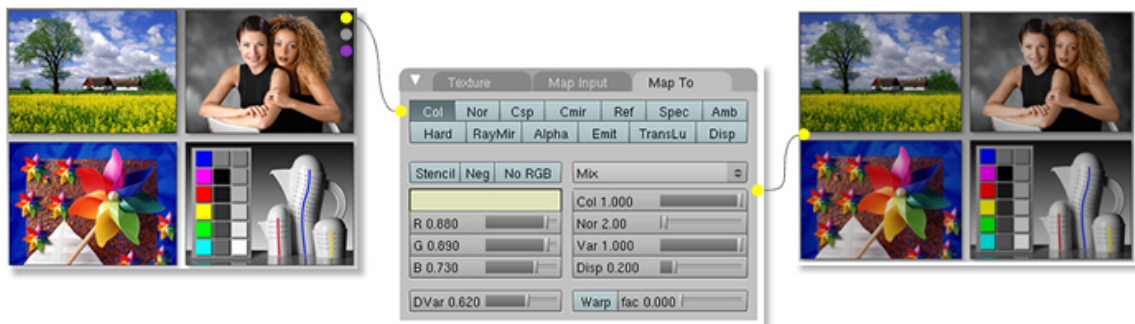 Texture Map Input Map To
Col Nor Csp Cmir Ref Spec Amb
Hard RayMir Alpha Emit TransLu Disp
Stencil Neg No RGB Mix
Col 1.000
R 0.880 Nor 2.00
G 0.890 Var 1.000
B 0.730 Disp 0.200
DVar 0.620 Warp fac 0.000